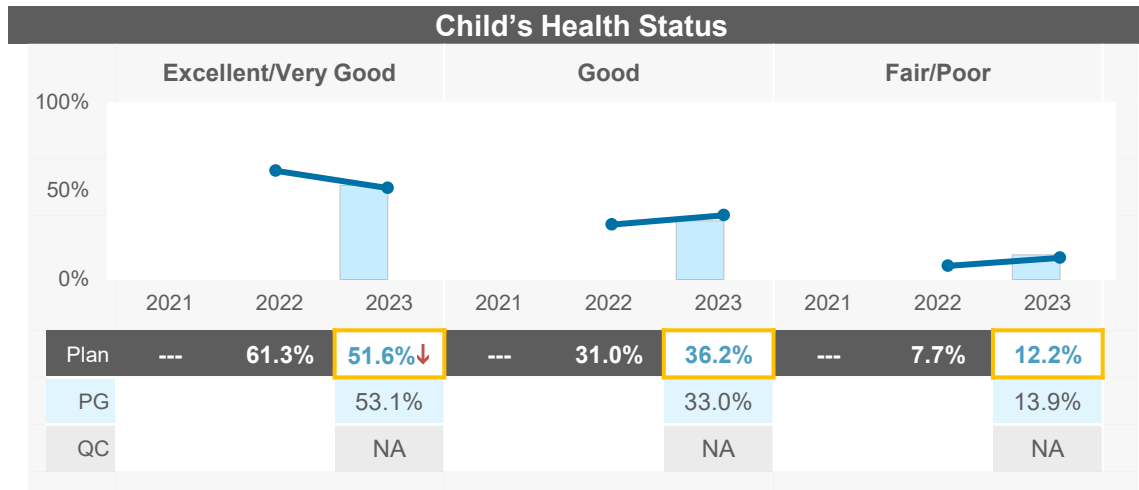 Child’s Health Status
Excellent/Very Good Good Fair/Poor
100%
50%
0%
2021 2022 2023 2021 2022 2023 2021 2022 2023
Plan --- 61.3% 51.6%↓ --- 31.0% 36.2% --- 7.7% 12.2%
PG 53.1% 33.0% 13.9%
QC NA NA NA